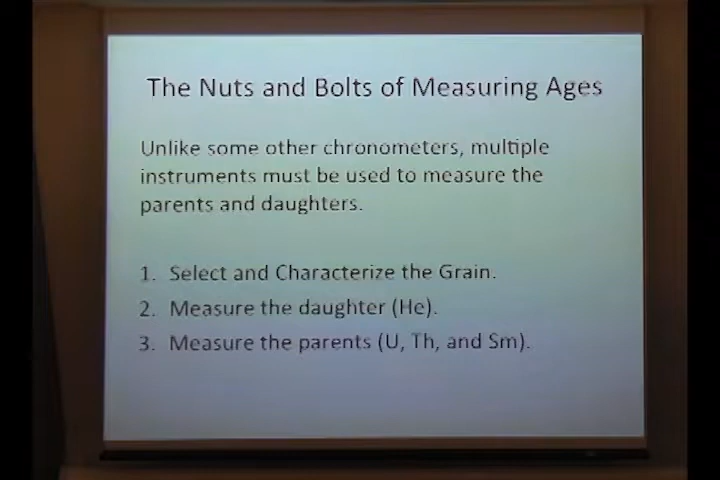 The Nuts and Bolts of Measuring Ages
Unlike some other chronometers, multiple
instruments must be used to measure the
parents and daughters.
1. Select and Characterize the Grain.
2. Measure the daughter (He).
3. Measure the parents (U, Th, and Sm).